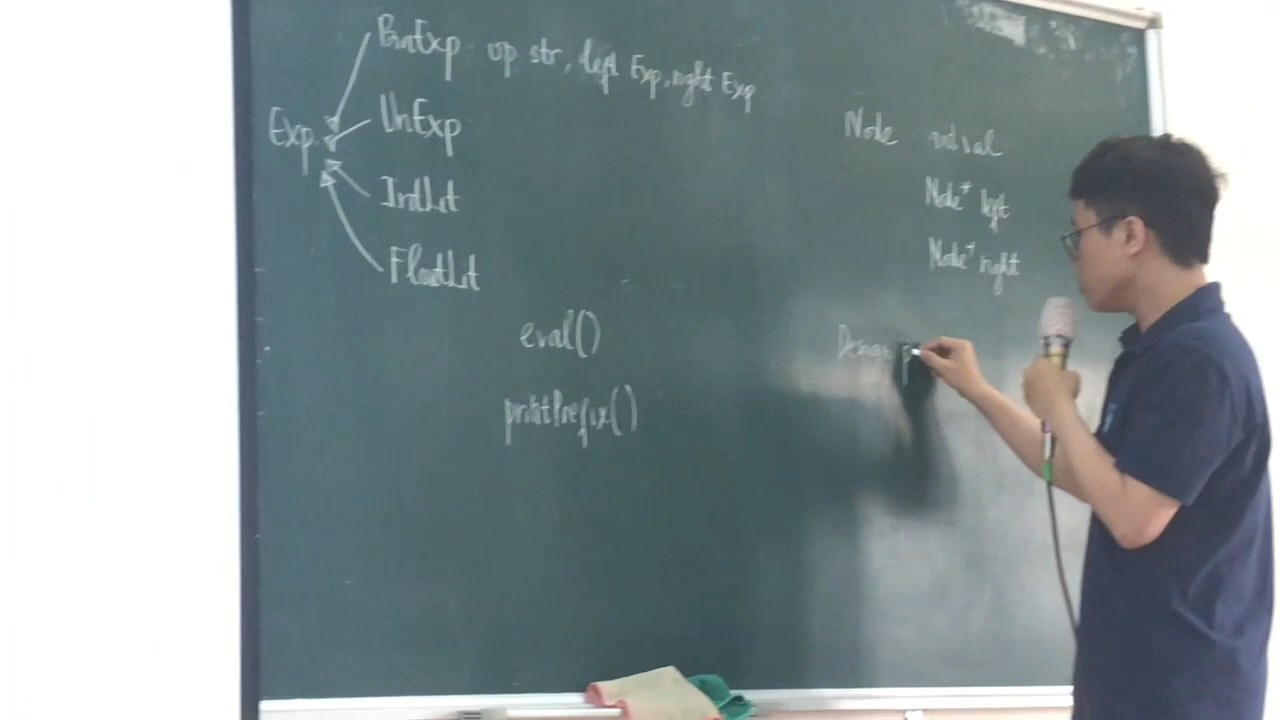 BinExp op str, left Exp, right Exp
Exp
UnExp
IntLit
FloatLit
eval()
printPrefix()
Node int val
Node* left
Node* right
Design p